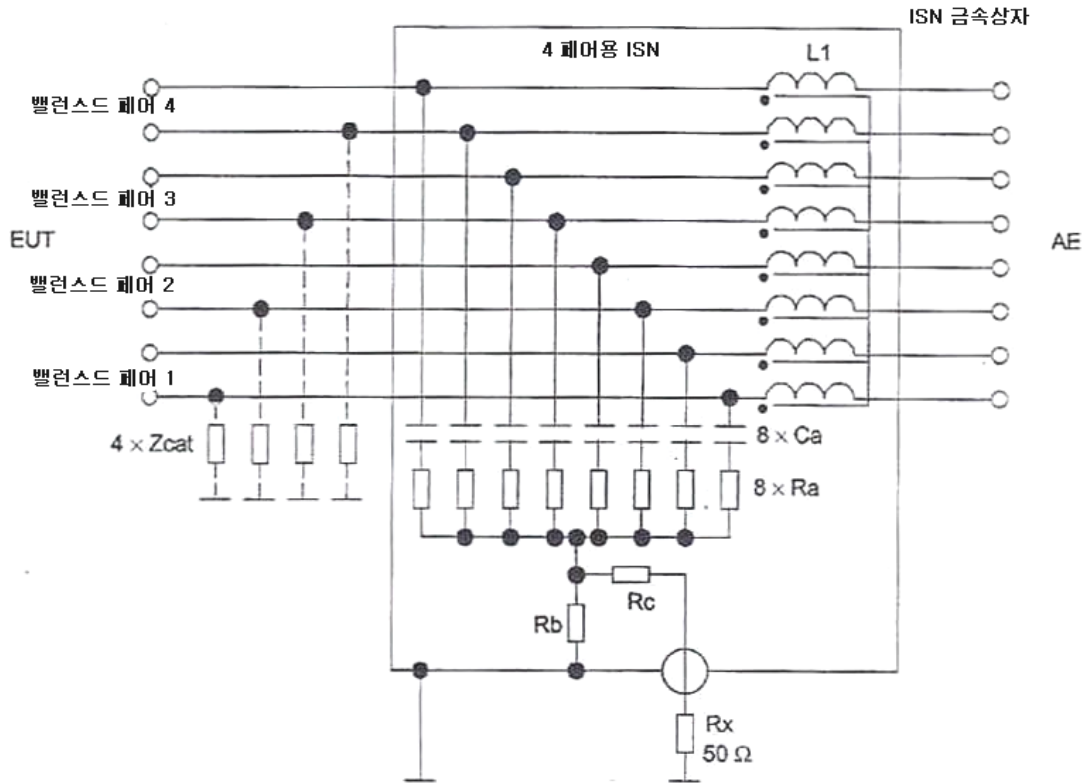 ISN 금속상자
4 페어용 ISN
L1
밸런스드 페어 4
밸런스드 페어 3
EUT
AE
밸런스드 페어 2
밸런스드 페어 1
4 × Zcat
8 × Ca
8 × Ra
Rc
Rb
Rx
50 Ω